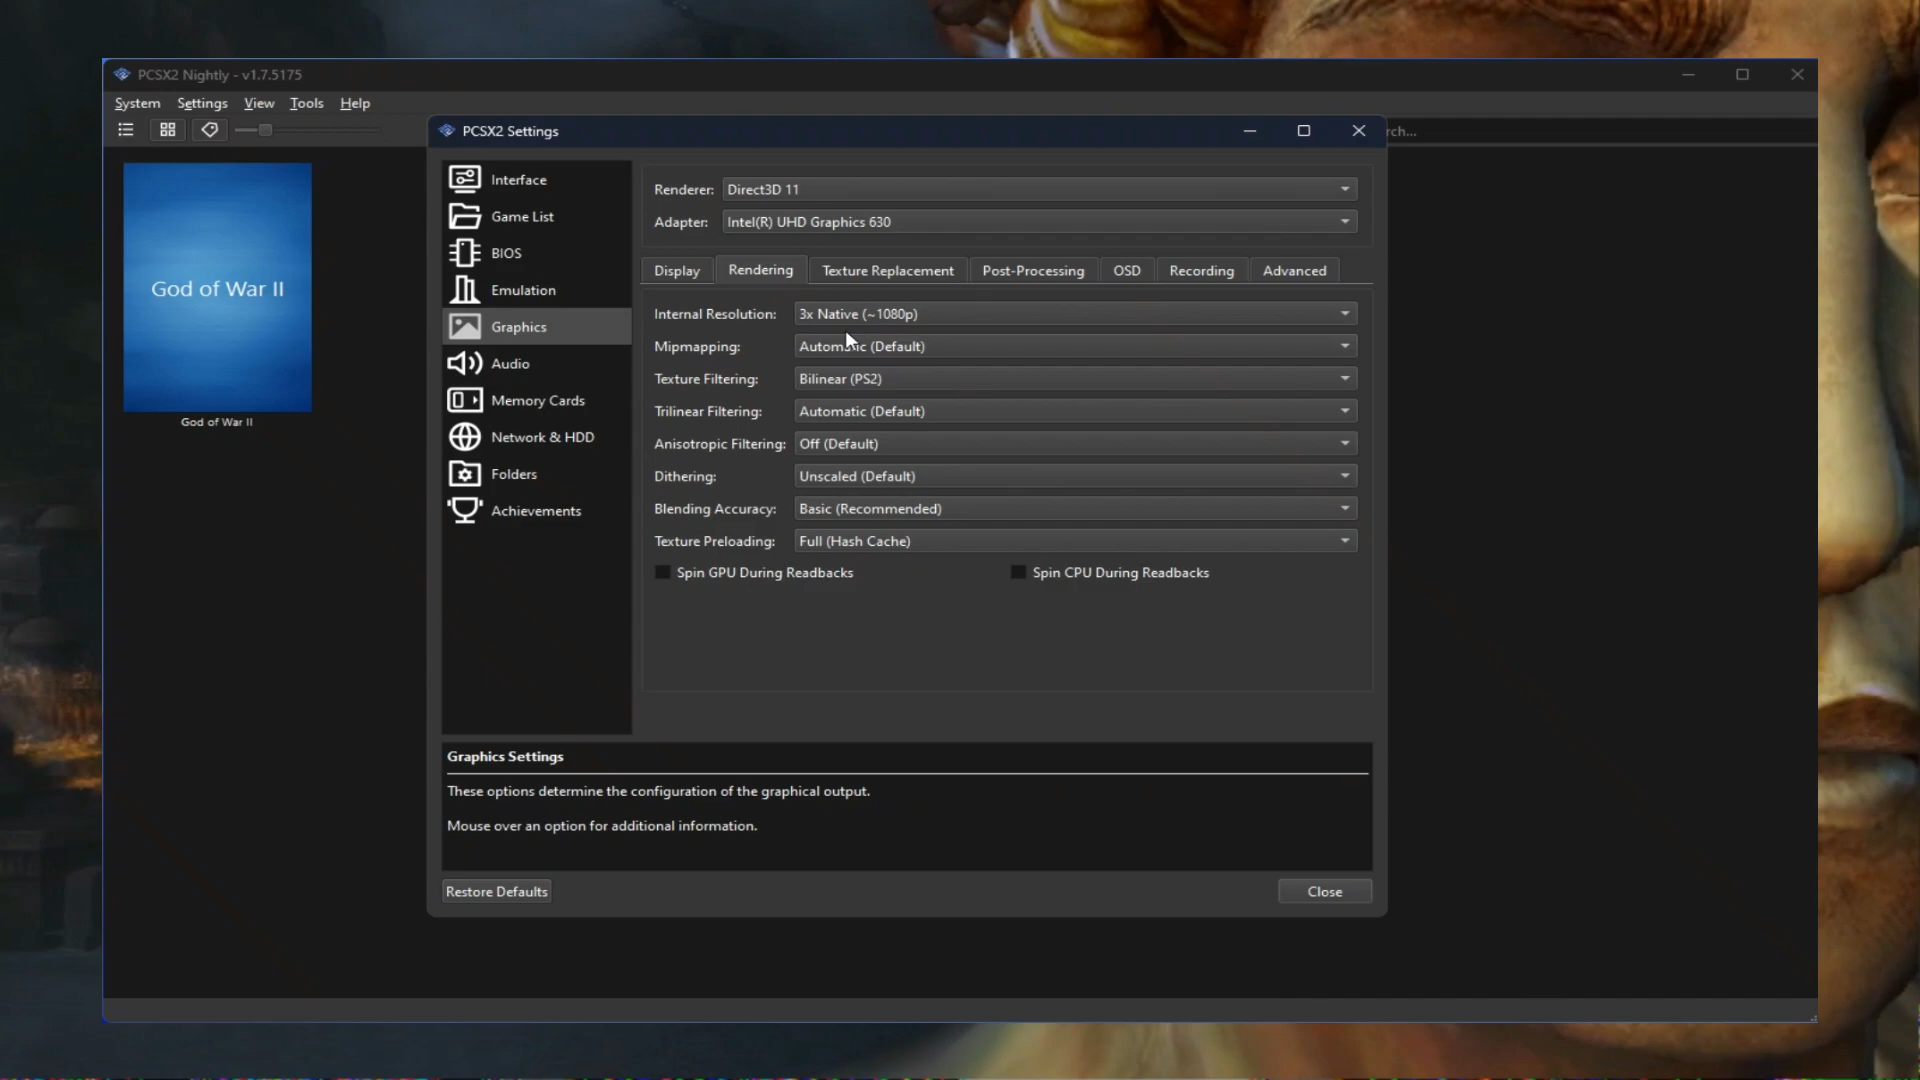 PCSX2 Nightly - v1.7.5175
System Settings View Tools Help
PCSX2 Settings
rch...
God of War II
God of War II
Interface
Game List
BIOS
Emulation
Graphics
Audio
Memory Cards
Network & HDD
Folders
Achievements
Renderer: Direct3D 11
Adapter: Intel(R) UHD Graphics 630
Display Rendering Texture Replacement Post-Processing OSD Recording Advanced
Internal Resolution: 3x Native (~1080p)
Mipmapping: Automatic (Default)
Texture Filtering: Bilinear (PS2)
Trilinear Filtering: Automatic (Default)
Anisotropic Filtering: Off (Default)
Dithering: Unscaled (Default)
Blending Accuracy: Basic (Recommended)
Texture Preloading: Full (Hash Cache)
Spin GPU During Readbacks Spin CPU During Readbacks
Graphics Settings
These options determine the configuration of the graphical output.
Mouse over an option for additional information.
Restore Defaults Close